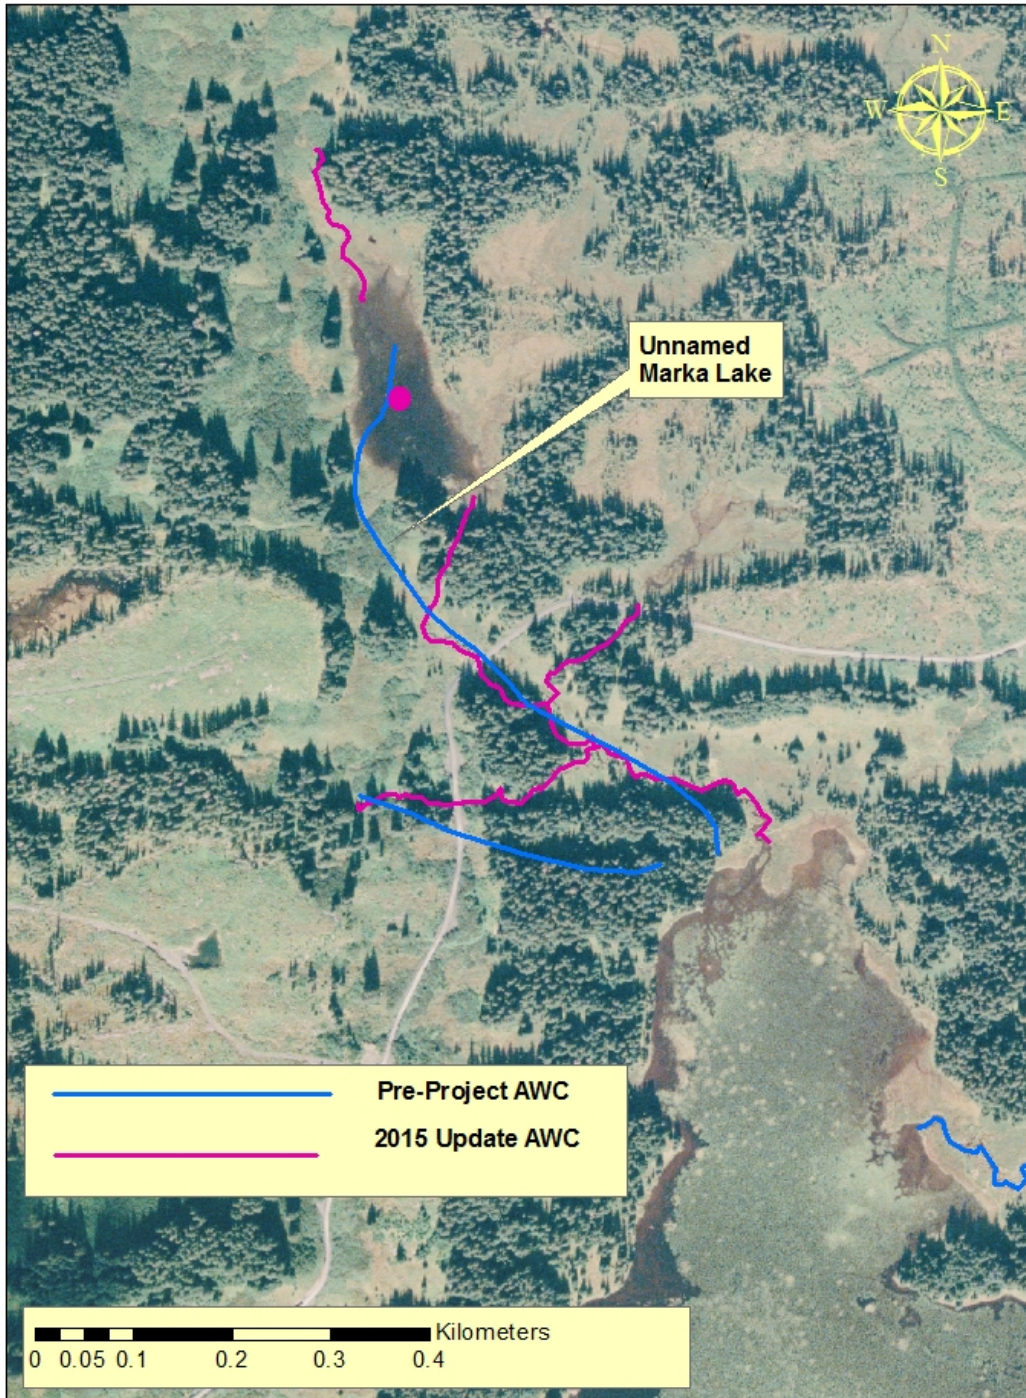 N
W E
S
Unnamed
Marka Lake
Pre-Project AWC
2015 Update AWC
Kilometers
0 0.05 0.1 0.2 0.3 0.4